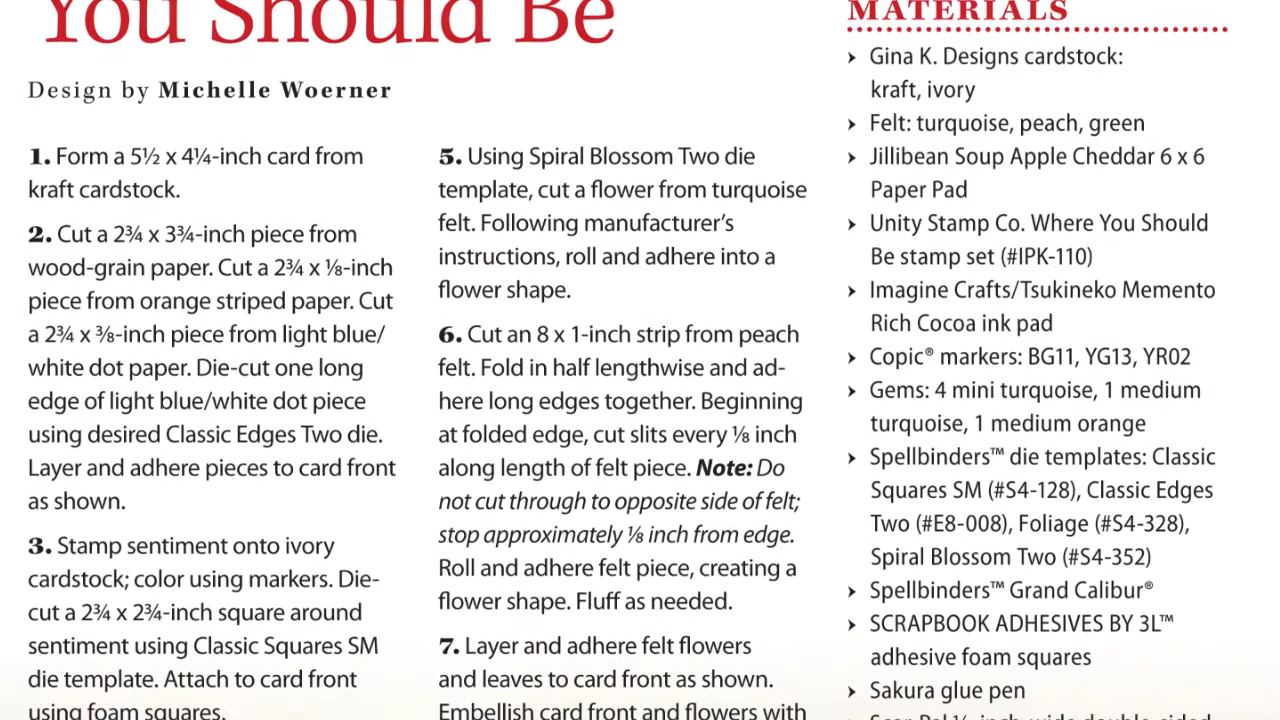 You Should Be
Design by Michelle Woerner
1. Form a 5½ x 4¼-inch card from
kraft cardstock.
2. Cut a 2¾ x 3¾-inch piece from
wood-grain paper. Cut a 2¾ x ⅛-inch
piece from orange striped paper. Cut
a 2¾ x ⅜-inch piece from light blue/
white dot paper. Die-cut one long
edge of light blue/white dot piece
using desired Classic Edges Two die.
Layer and adhere pieces to card front
as shown.
3. Stamp sentiment onto ivory
cardstock; color using markers. Die-
cut a 2¾ x 2¾-inch square around
sentiment using Classic Squares SM
die template. Attach to card front
using foam squares.
5. Using Spiral Blossom Two die
template, cut a flower from turquoise
felt. Following manufacturer's
instructions, roll and adhere into a
flower shape.
6. Cut an 8 x 1-inch strip from peach
felt. Fold in half lengthwise and ad-
here long edges together. Beginning
at folded edge, cut slits every ⅛ inch
along length of felt piece. Note: Do
not cut through to opposite side of felt;
stop approximately ⅛ inch from edge.
Roll and adhere felt piece, creating a
flower shape. Fluff as needed.
7. Layer and adhere felt flowers
and leaves to card front as shown.
Embellish card front and flowers with
MATERIALS
› Gina K. Designs cardstock:
kraft, ivory
› Felt: turquoise, peach, green
› Jillibean Soup Apple Cheddar 6 x 6
Paper Pad
› Unity Stamp Co. Where You Should
Be stamp set (#IPK-110)
› Imagine Crafts/Tsukineko Memento
Rich Cocoa ink pad
› Copic® markers: BG11, YG13, YR02
› Gems: 4 mini turquoise, 1 medium
turquoise, 1 medium orange
› Spellbinders™ die templates: Classic
Squares SM (#S4-128), Classic Edges
Two (#E8-008), Foliage (#S4-328),
Spiral Blossom Two (#S4-352)
› Spellbinders™ Grand Calibur®
› SCRAPBOOK ADHESIVES BY 3L™
adhesive foam squares
› Sakura glue pen